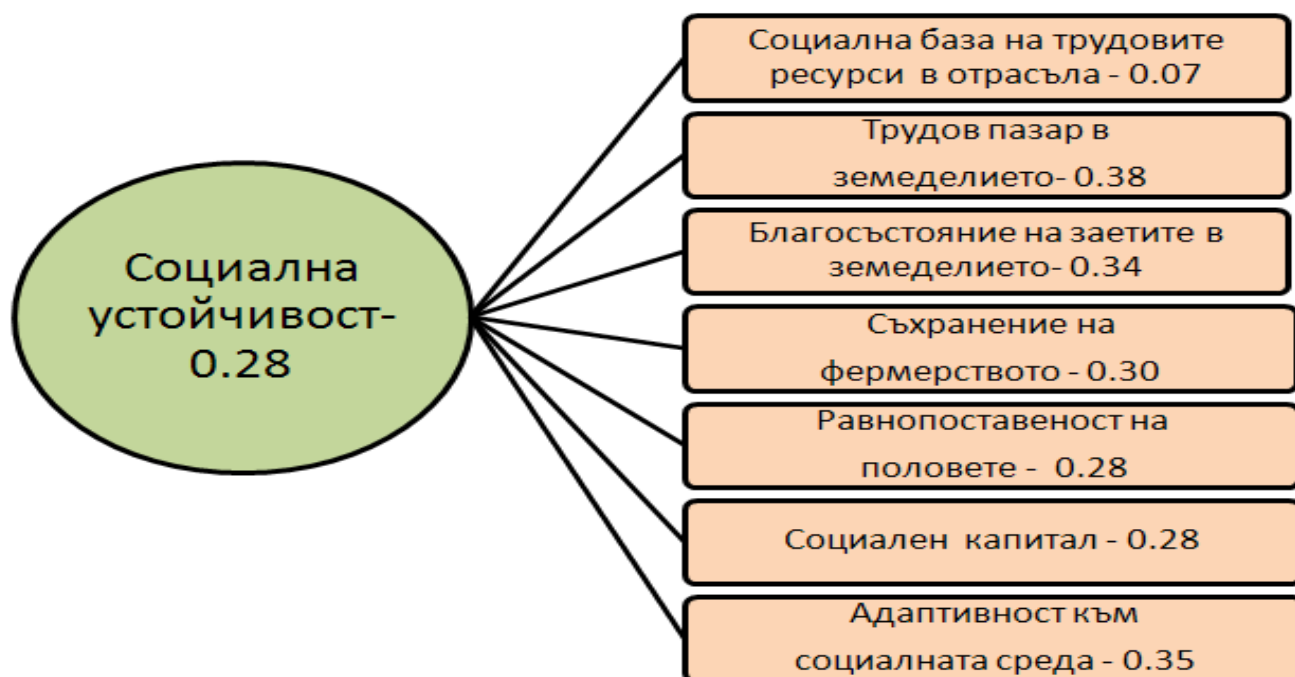 Социална
устойчивост-
0.28
Социална база на трудовите
ресурси в отрасъла - 0.07
Трудов пазар в
земеделието- 0.38
Благосъстояние на заетите в
земеделието- 0.34
Съхранение на
фермерството - 0.30
Равнопоставеност на
половете - 0.28
Социален капитал - 0.28
Адаптивност към
социалната среда - 0.35